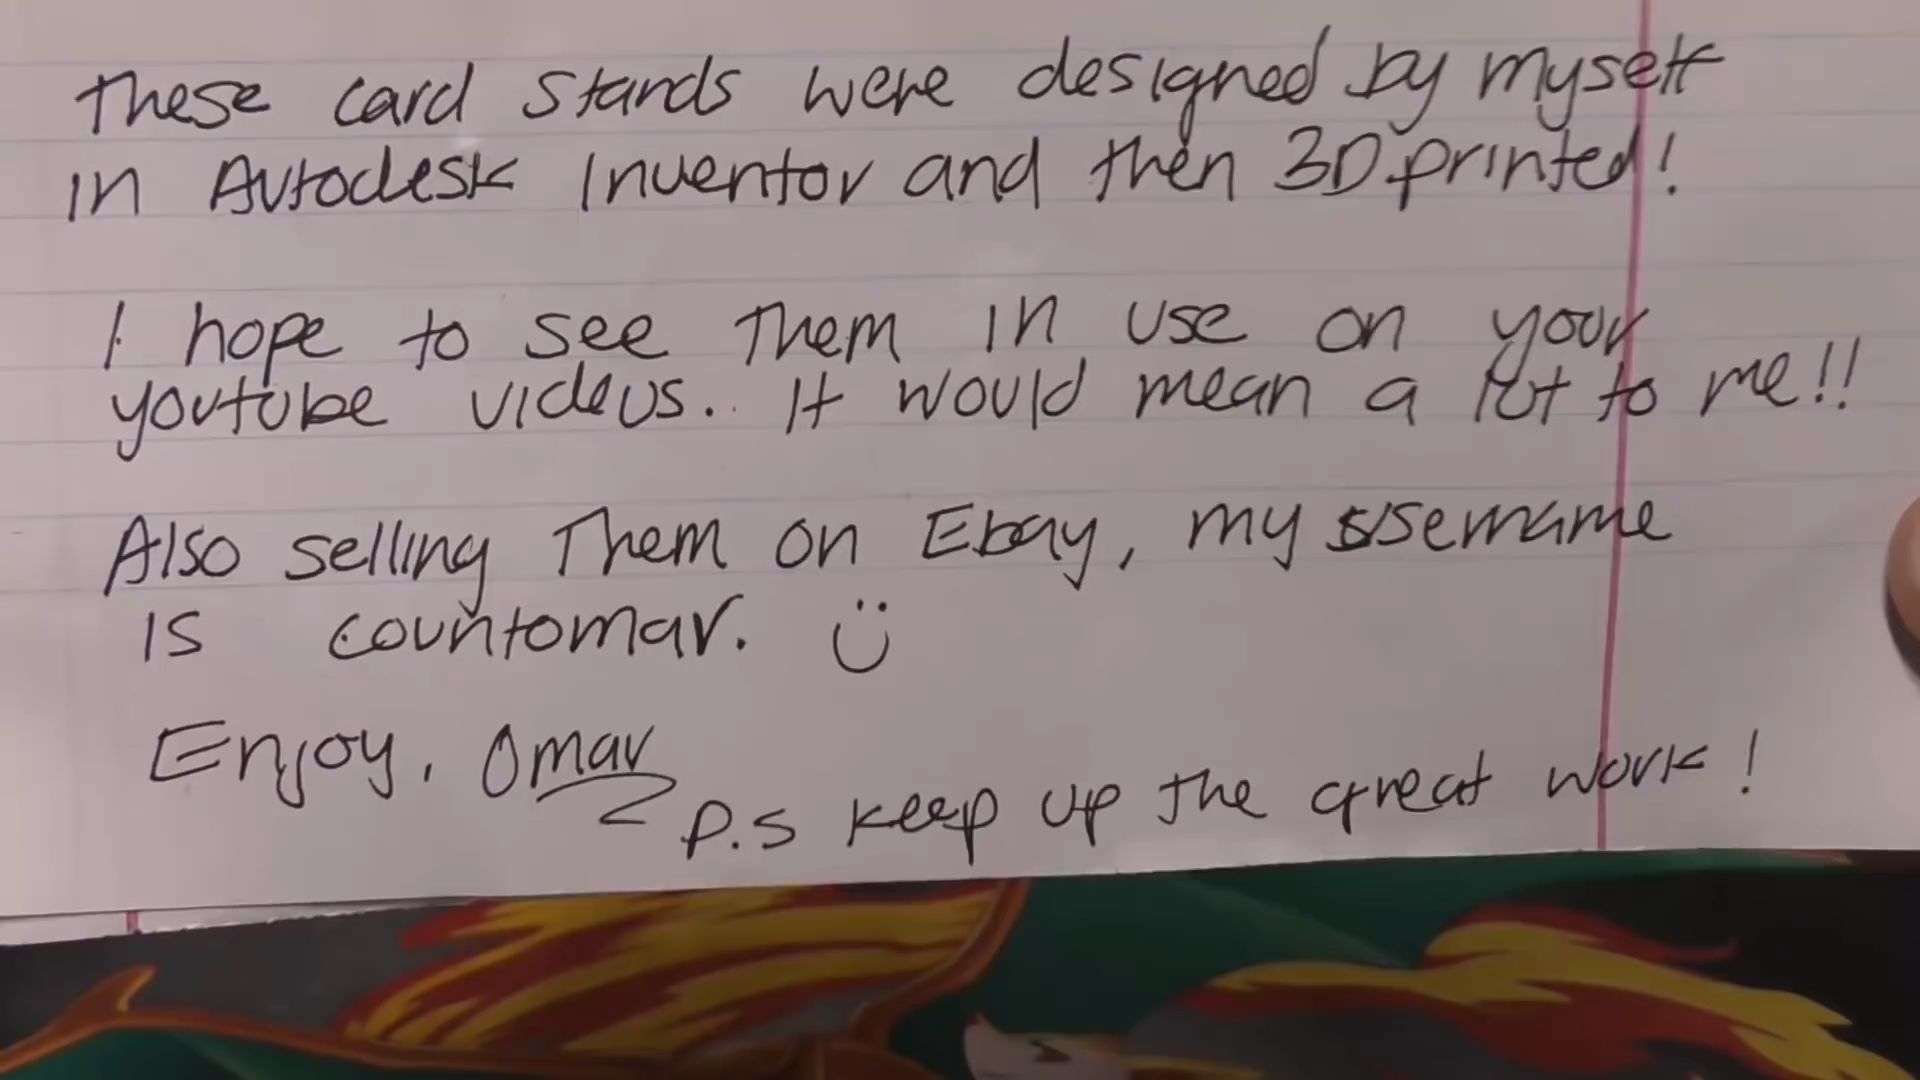 These card stands were designed by myself
in Autodesk Inventor and then 3D printed!
I hope to see them in use on your
youtube videos. It would mean a lot to me!!
Also selling Them on Ebay, my username
is countomar. Ü
Enjoy, Omar
P.S keep up the great work!